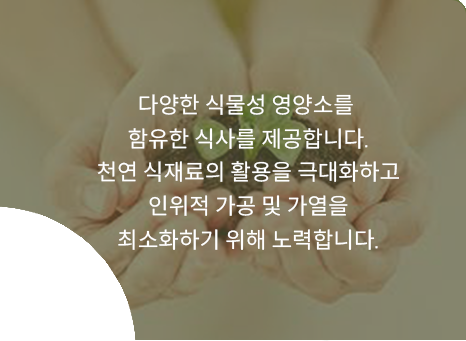 다양한 식물성 영양소를
함유한 식사를 제공합니다.
천연 식재료의 활용을 극대화하고
인위적 가공 및 가열을
최소화하기 위해 노력합니다.